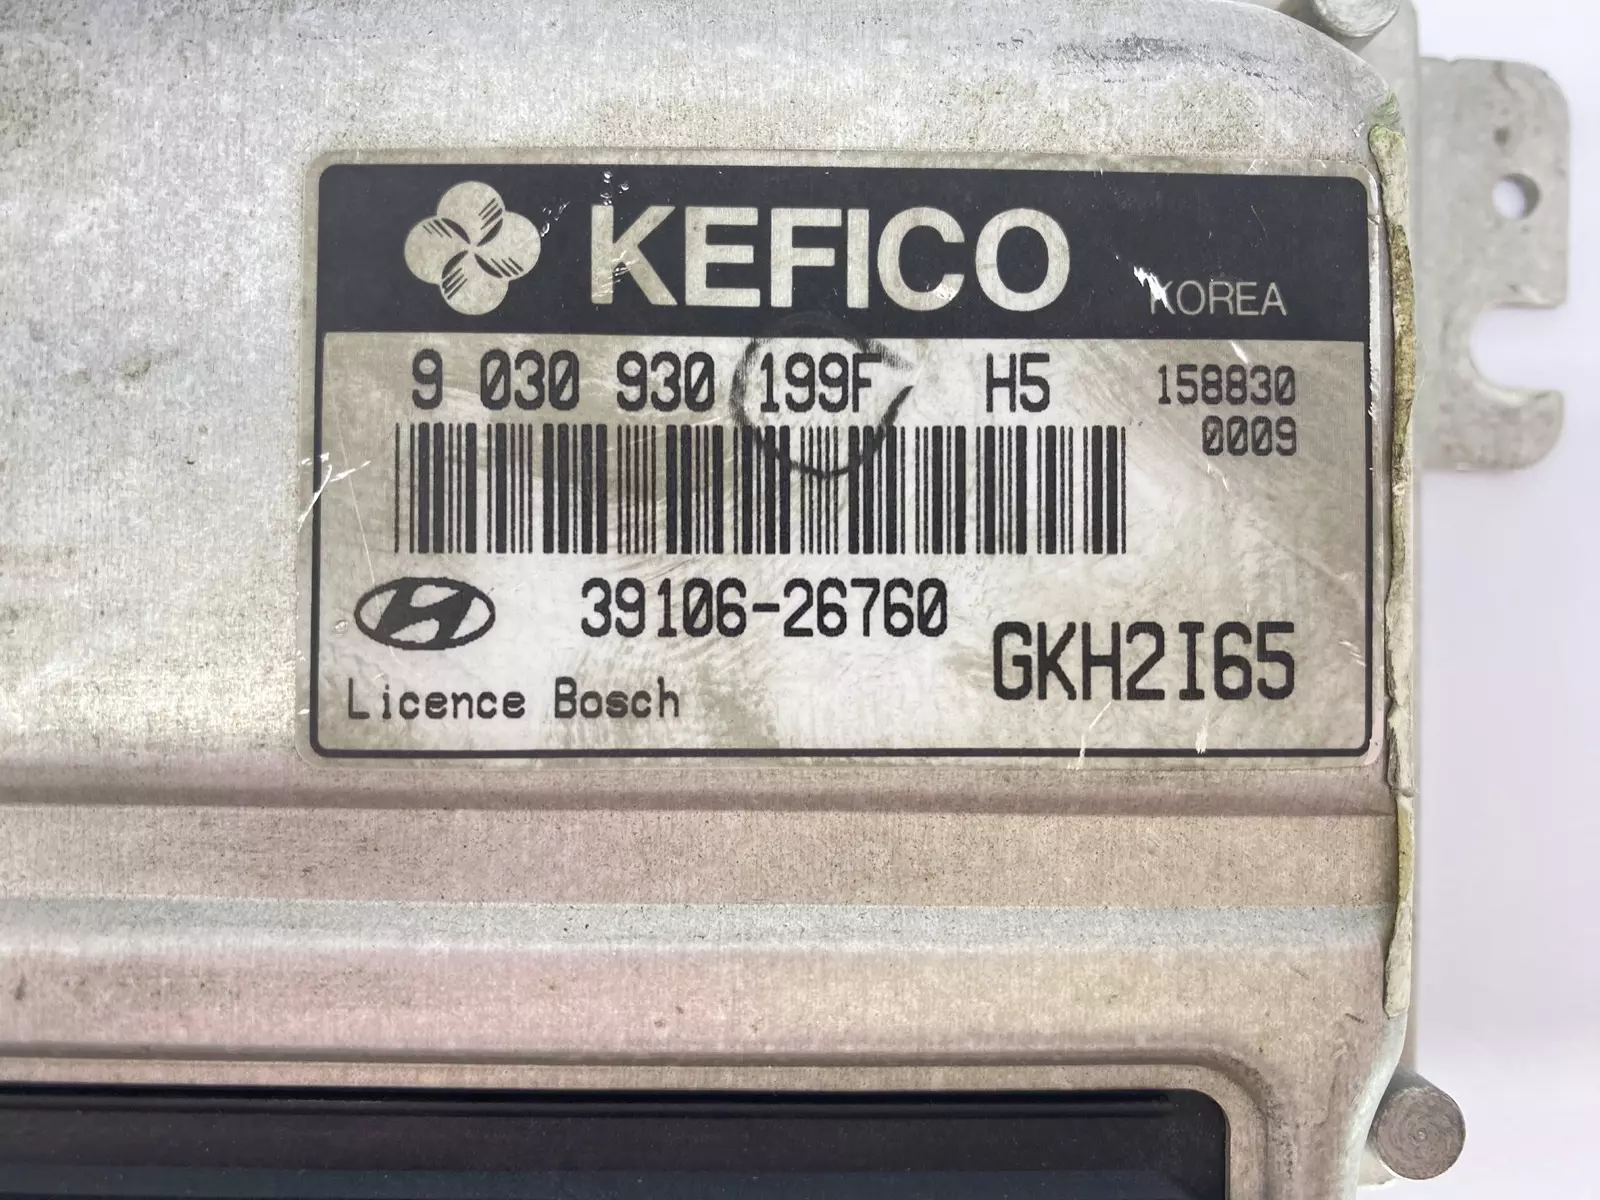 KEFICO KOREA
9 030 930 199F H5 158830
0009
39106-26760
GKH2I65
Licence Bosch